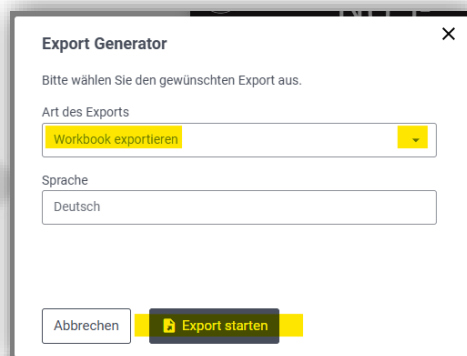 Export Generator
Bitte wählen Sie den gewünschten Export aus.
Art des Exports
Workbook exportieren
Sprache
Deutsch
Abbrechen
Export starten